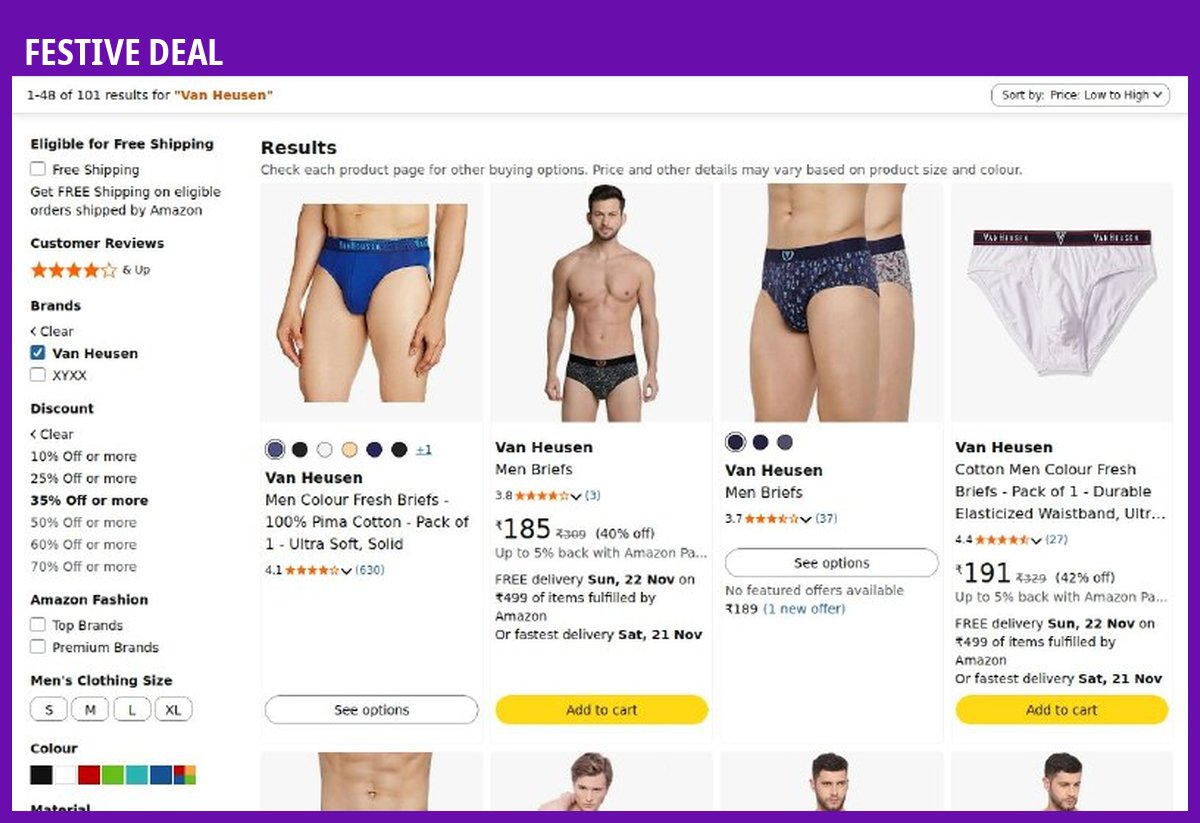 FESTIVE DEAL
1-48 of 101 results for "Van Heusen"
Sort by: Price: Low to High
Eligible for Free Shipping
Free Shipping
Get FREE Shipping on eligible
orders shipped by Amazon
Customer Reviews
& Up
Brands
Clear
Van Heusen
XYXX
Discount
Clear
10% Off or more
25% Off or more
35% Off or more
50% Off or more
60% Off or more
70% Off or more
Amazon Fashion
Top Brands
Premium Brands
Men's Clothing Size
S M L XL
Colour
Material
Results
Check each product page for other buying options. Price and other details may vary based on product size and colour.
VAN HEUSEN
+1
Van Heusen
Men Colour Fresh Briefs -
100% Pima Cotton - Pack of
1 - Ultra Soft, Solid
4.1 (630)
See options
Van Heusen
Men Briefs
3.8 (3)
₹185 ₹309 (40% off)
Up to 5% back with Amazon Pa...
FREE delivery Sun, 22 Nov on
₹499 of items fulfilled by
Amazon
Or fastest delivery Sat, 21 Nov
Add to cart
Van Heusen
Men Briefs
3.7 (37)
See options
No featured offers available
₹189 (1 new offer)
VAN HEUSEN VAN HEUSEN
Van Heusen
Cotton Men Colour Fresh
Briefs - Pack of 1 - Durable
Elasticized Waistband, Ultr...
4.4 (27)
₹191 ₹329 (42% off)
Up to 5% back with Amazon Pa...
FREE delivery Sun, 22 Nov on
₹499 of items fulfilled by
Amazon
Or fastest delivery Sat, 21 Nov
Add to cart